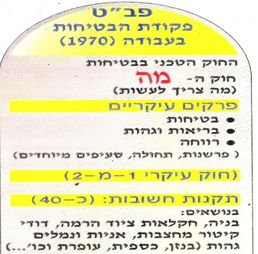 פב"ט
פקודת הבטיחות
בעבודה (1970)
החוק הטכני בבטיחות
חוק ה- מה
(מה צריך לעשות)
פרקים עיקריים
• בטיחות
• בריאות וגהות
• רווחה
( פרשנות, תחולה, סעיפים מיוחדים)
(חוק עיקרי 1-מ-2)
תקנות חשובות: (כ-40)
בנושאים:
בניה, חקלאות ציוד הרמה, דודי
קיטור מחצבות, אניות ונמלים
גהות (בנזן, כספית, עופרת וכו'...)